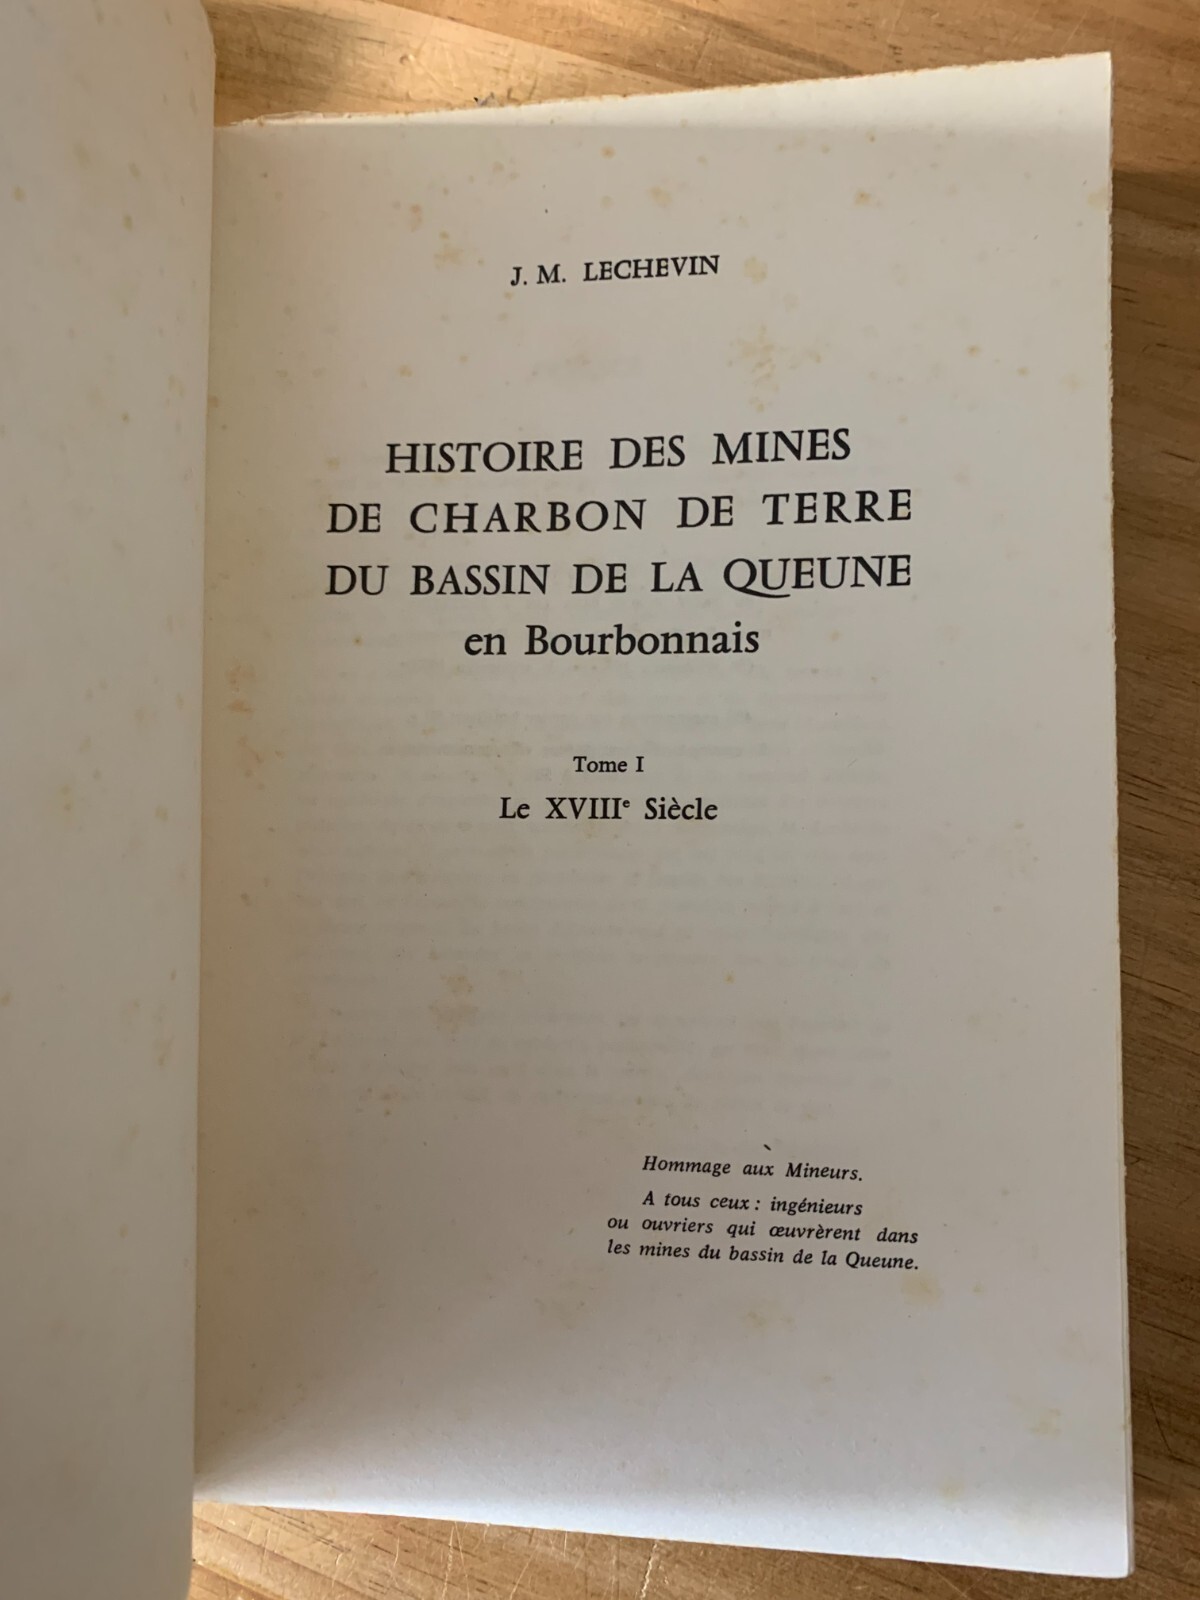 J. M. LECHEVIN
HISTOIRE DES MINES
DE CHARBON DE TERRE
DU BASSIN DE LA QUEUNE
en Bourbonnais
Tome I
Le XVIIIe Siècle
Hommage aux Mineurs.
A tous ceux : ingénieurs
ou ouvriers qui œuvrèrent dans
les mines du bassin de la Queune.